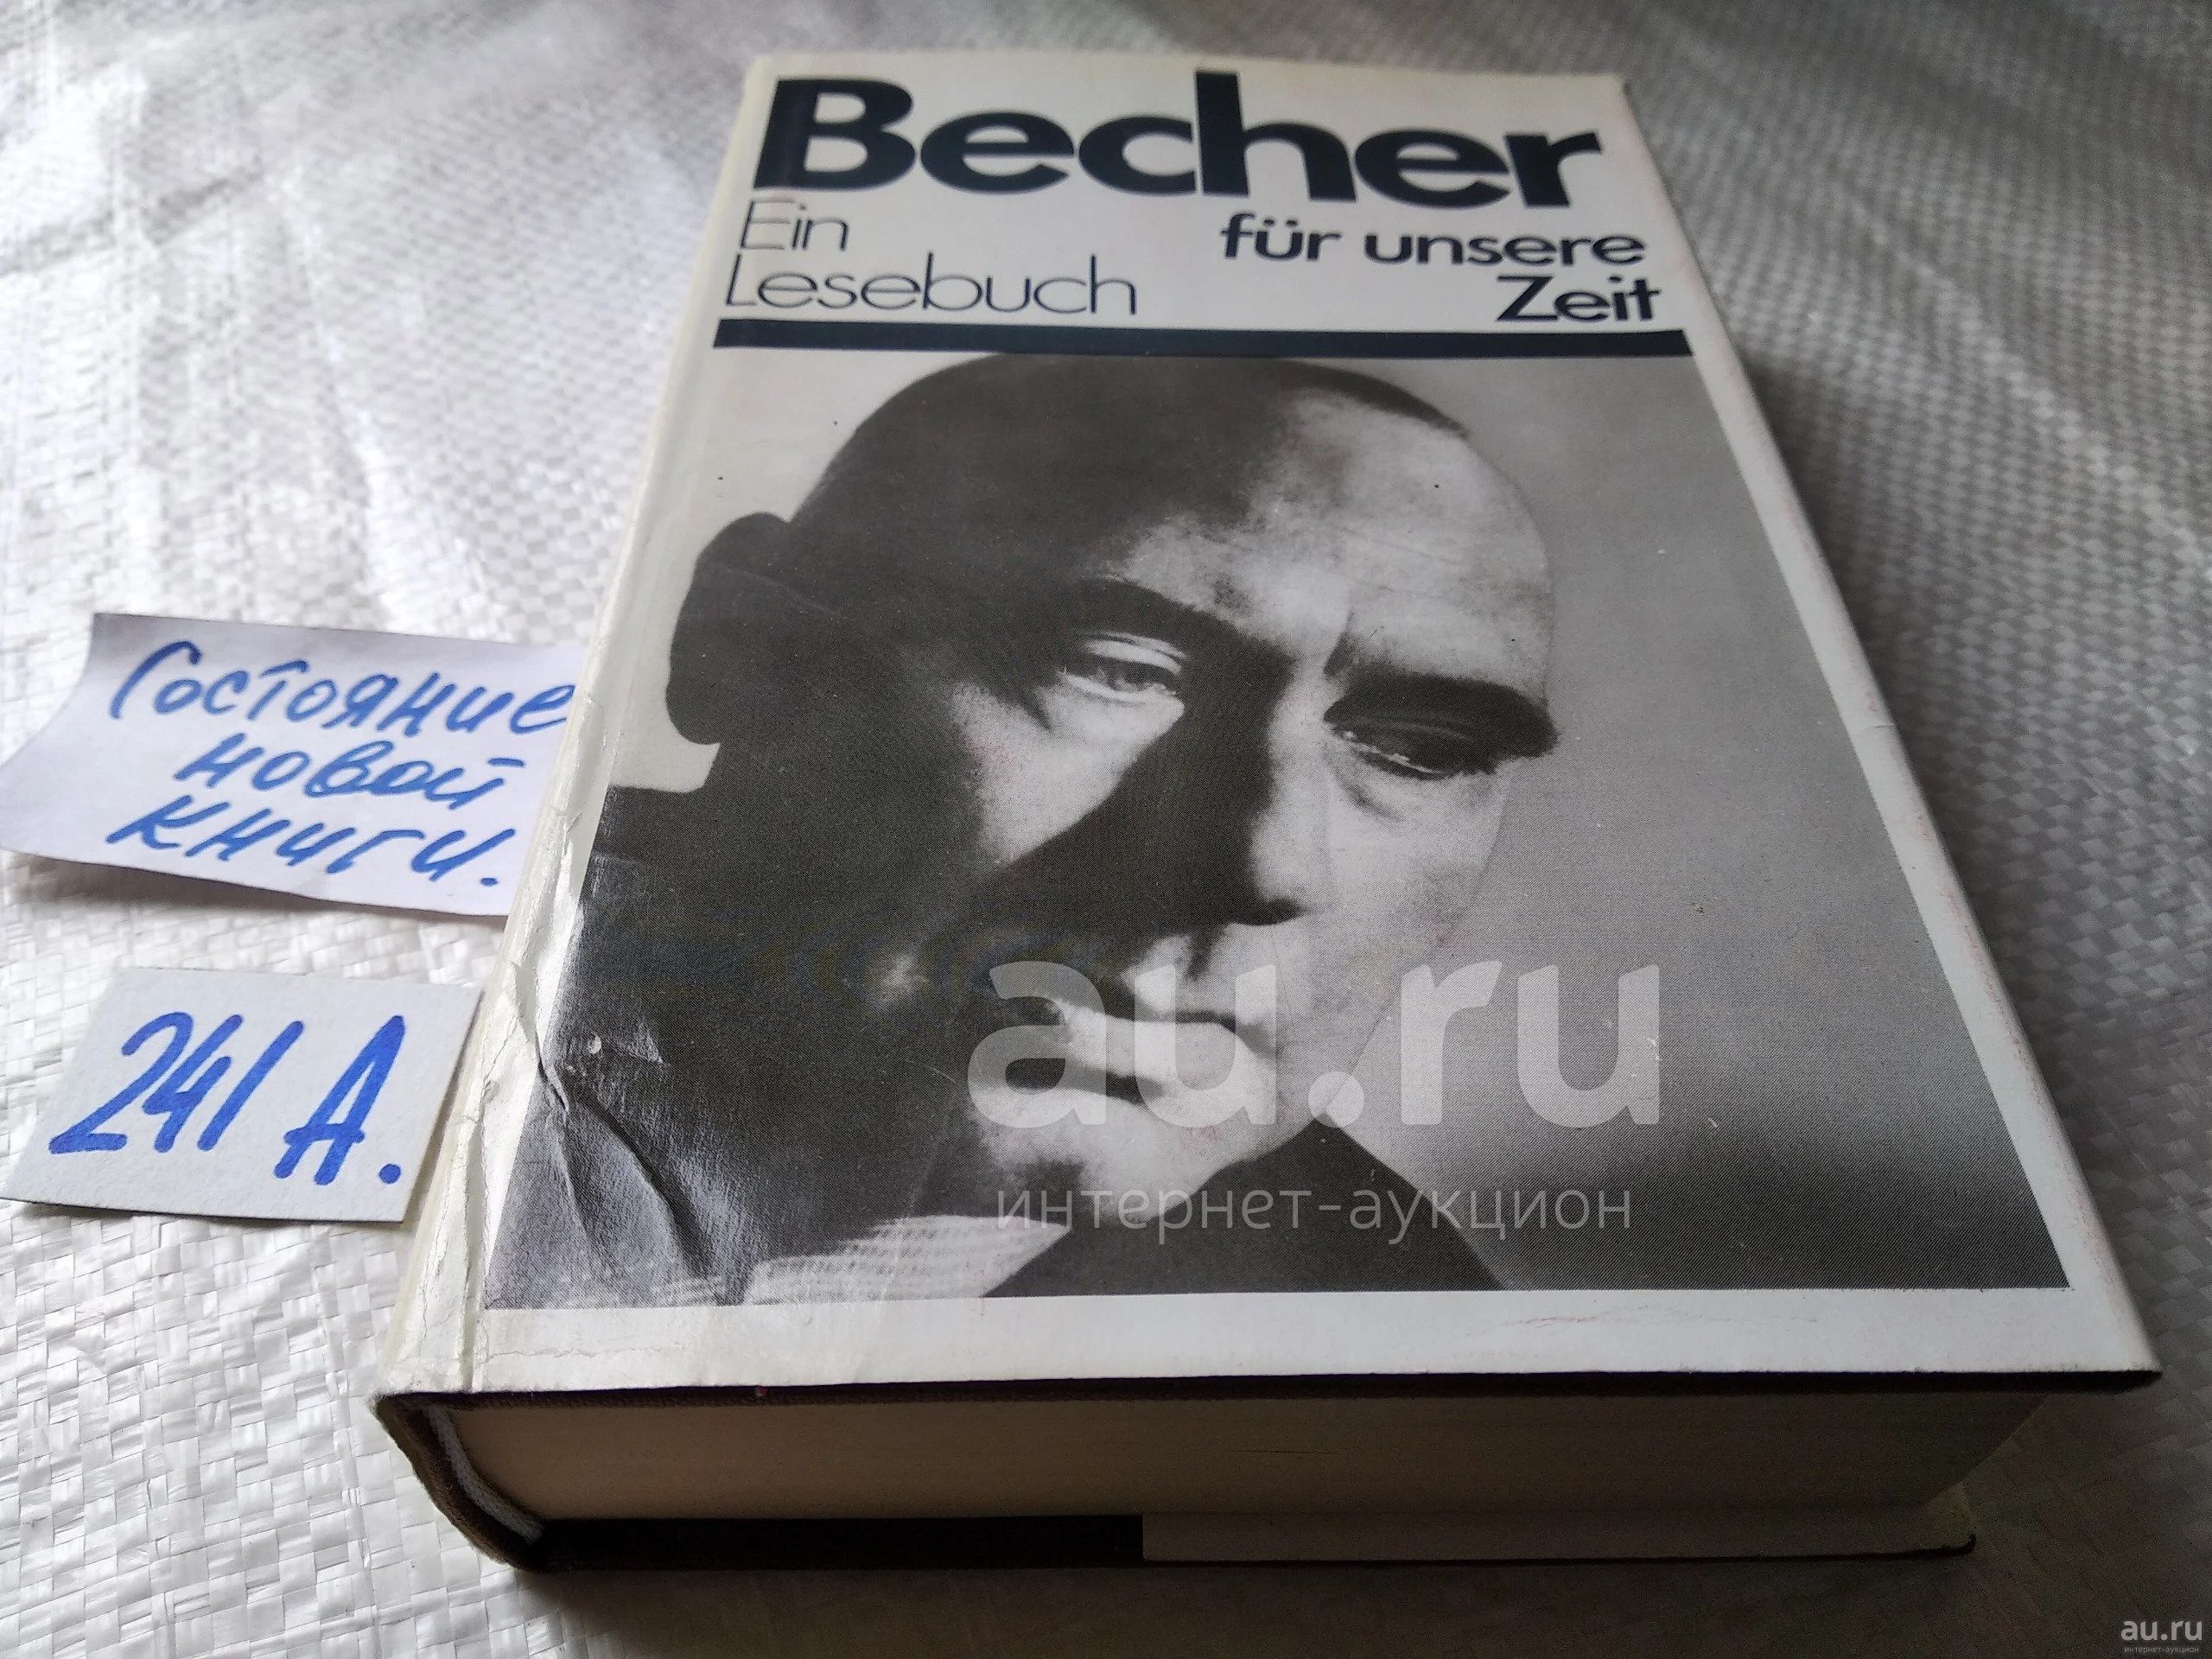 Becher
Ein
Lesebuch
für unsere
Zeit
Состояние
новой
книги.
241 А.
au.ru
интернет-аукцион
au.ru
интернет-аукцион